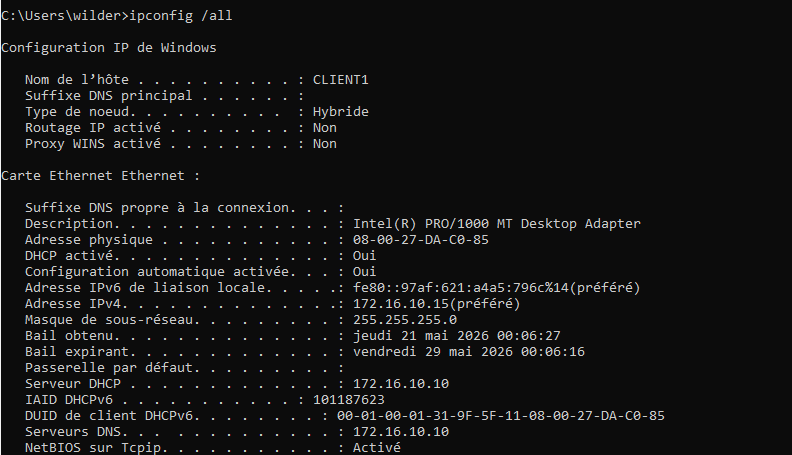 C:\Users\wilder>ipconfig /all
Configuration IP de Windows
Nom de l’hôte . . . . . . . . . . : CLIENT1
Suffixe DNS principal . . . . . . :
Type de noeud. . . . . . . . . .  : Hybride
Routage IP activé . . . . . . . . : Non
Proxy WINS activé . . . . . . . . : Non
Carte Ethernet Ethernet :
Suffixe DNS propre à la connexion. . . :
Description. . . . . . . . . . . . . . : Intel(R) PRO/1000 MT Desktop Adapter
Adresse physique . . . . . . . . . . . : 08-00-27-DA-C0-85
DHCP activé. . . . . . . . . . . . . . : Oui
Configuration automatique activée. . . : Oui
Adresse IPv6 de liaison locale. . . . .: fe80::97af:621:a4a5:796c%14(préféré)
Adresse IPv4. . . . . . . . . . . . . .: 172.16.10.15(préféré)
Masque de sous-réseau. . . . . . . . . : 255.255.255.0
Bail obtenu. . . . . . . . . . . . . . : jeudi 21 mai 2026 00:06:27
Bail expirant. . . . . . . . . . . . . : vendredi 29 mai 2026 00:06:16
Passerelle par défaut. . . . . . . . . :
Serveur DHCP . . . . . . . . . . . . . : 172.16.10.10
IAID DHCPv6 . . . . . . . . . . . : 101187623
DUID de client DHCPv6. . . . . . . . : 00-01-00-01-31-9F-5F-11-08-00-27-DA-C0-85
Serveurs DNS. . .  . . . . . . . . . . : 172.16.10.10
NetBIOS sur Tcpip. . . . . . . . . . . : Activé